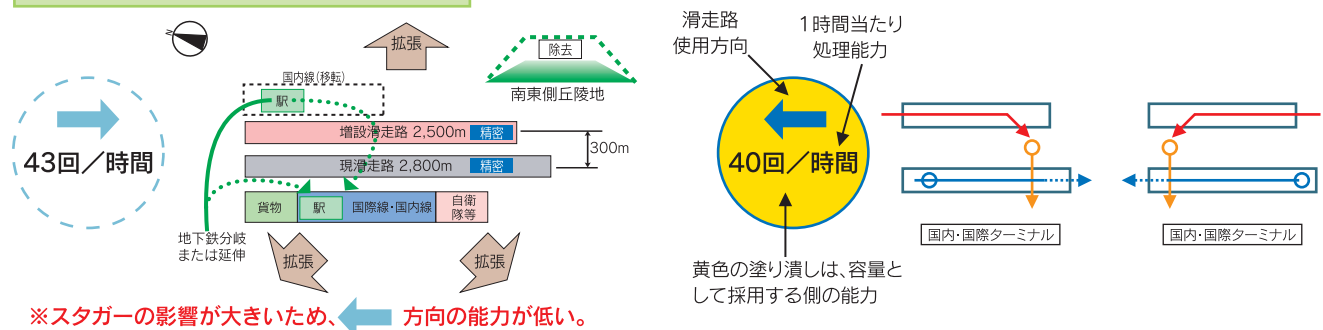 N
43回／時間
国内線(移転)
駅
拡張
除去
南東側丘陵地
増設滑走路 2,500m 精密
現滑走路 2,800m 精密
300m
貨物
駅
国際線・国内線
自衛
隊等
地下鉄分岐
または延伸
拡張
拡張
※スタガーの影響が大きいため、 方向の能力が低い。
滑走路
使用方向
1時間当たり
処理能力
40回／時間
黄色の塗り潰しは、容量と
して採用する側の能力
国内・国際ターミナル
国内・国際ターミナル